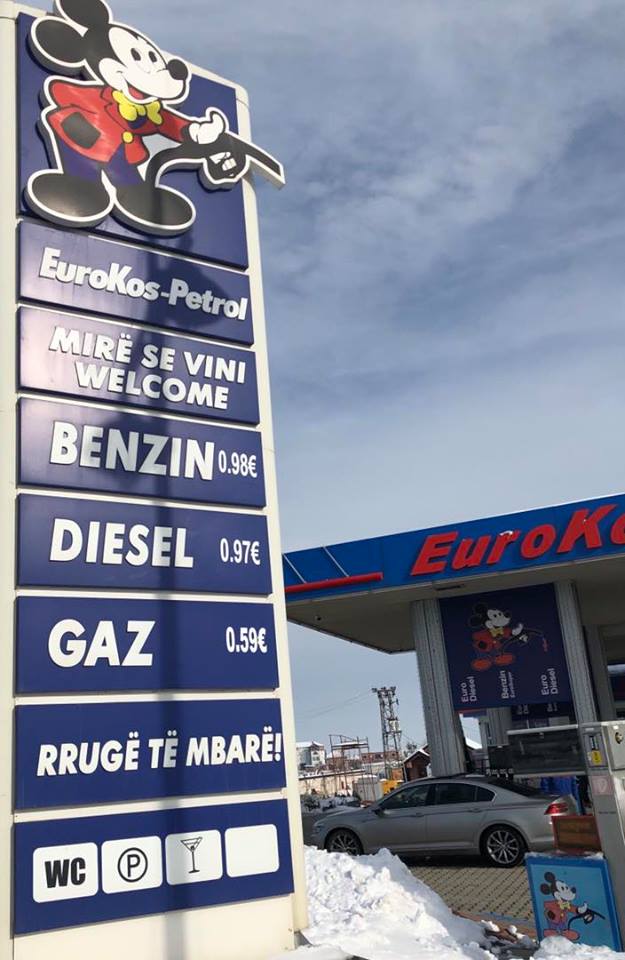 EuroKos-Petrol
MIRË SE VINI
WELCOME
BENZIN 0.98€
DIESEL 0.97€
GAZ 0.59€
RRUGË TË MBARË!
WC P
EuroKo
Euro
Diesel
Benzin
Euro
Diesel